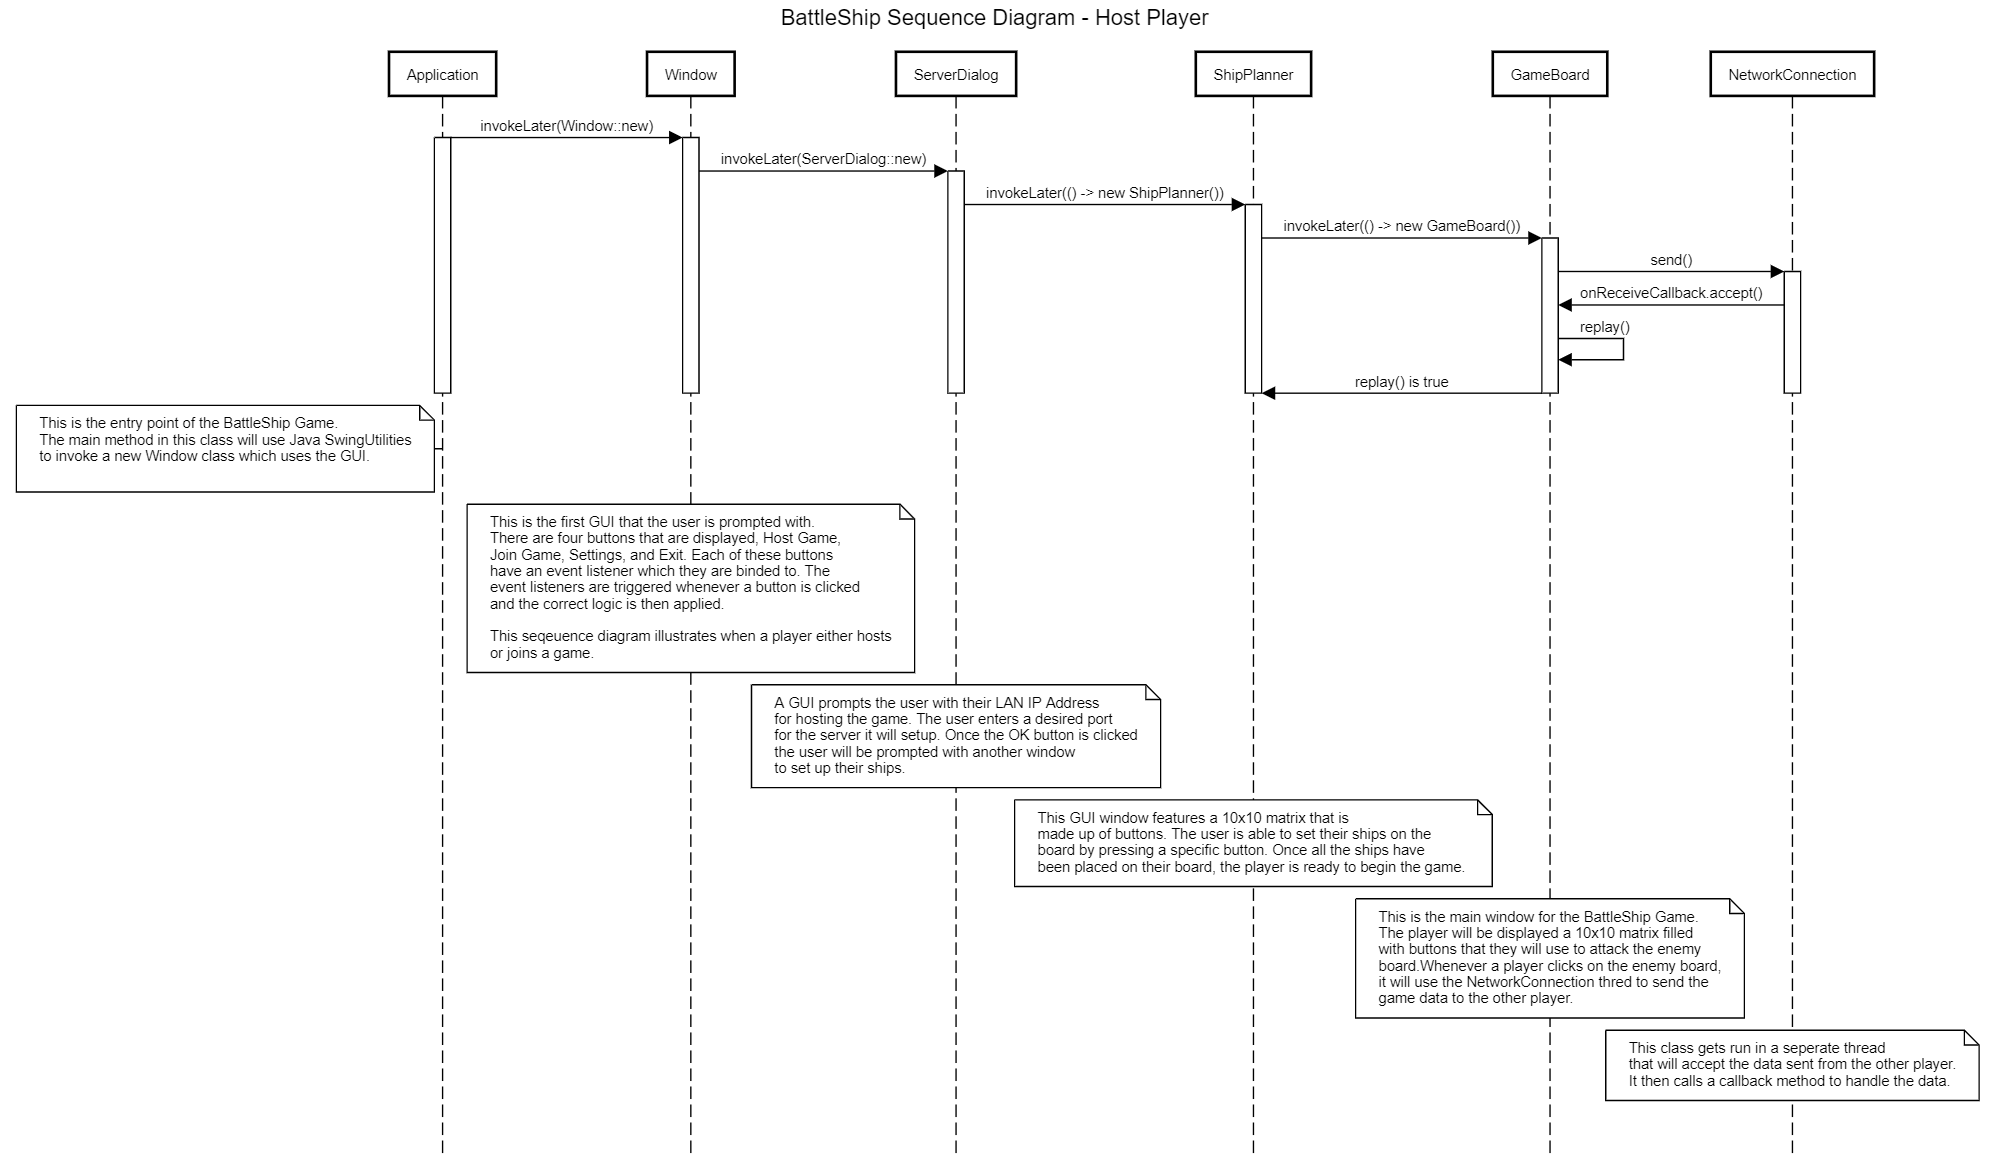 BattleShip Sequence Diagram - Host Player
Application
Window
ServerDialog
ShipPlanner
GameBoard
NetworkConnection
invokeLater(Window::new)
invokeLater(ServerDialog::new)
invokeLater(() -> new ShipPlanner())
invokeLater(() -> new GameBoard())
send()
onReceiveCallback.accept()
replay()
replay() is true
This is the entry point of the BattleShip Game.
The main method in this class will use Java SwingUtilities
to invoke a new Window class which uses the GUI.
This is the first GUI that the user is prompted with.
There are four buttons that are displayed, Host Game,
Join Game, Settings, and Exit. Each of these buttons
have an event listener which they are binded to. The
event listeners are triggered whenever a button is clicked
and the correct logic is then applied.
This seqeuence diagram illustrates when a player either hosts
or joins a game.
A GUI prompts the user with their LAN IP Address
for hosting the game. The user enters a desired port
for the server it will setup. Once the OK button is clicked
the user will be prompted with another window
to set up their ships.
This GUI window features a 10x10 matrix that is
made up of buttons. The user is able to set their ships on the
board by pressing a specific button. Once all the ships have
been placed on their board, the player is ready to begin the game.
This is the main window for the BattleShip Game.
The player will be displayed a 10x10 matrix filled
with buttons that they will use to attack the enemy
board.Whenever a player clicks on the enemy board,
it will use the NetworkConnection thred to send the
game data to the other player.
This class gets run in a seperate thread
that will accept the data sent from the other player.
It then calls a callback method to handle the data.